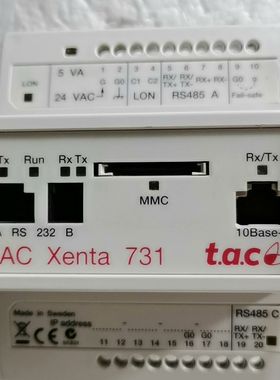 5 VA 1 2 3 4 5 6 7 8 9 10
24 VAC G G0 C1 C2 RX/TX+ RX/TX- R+ R- G0
LON LON RS485 A Fail-safe
Tx Run Rx Tx Rx/Tx
RS 232 B MMC 10Base-
AC Xenta 731 t.a.c
Made in Sweden RS485 C
IP address G0 G0 RX/TX+ RX/TX-
CE 11 12 13 14 15 16 17 18 19 20